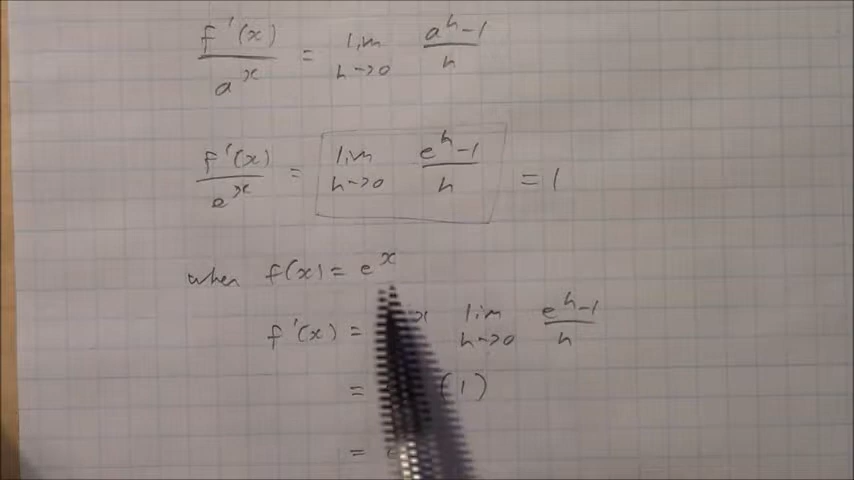 f'(x) / a^x = lim h->0 a^h-1 / h
f'(x) / e^x = lim h->0 e^h-1 / h = 1
when f(x) = e^x
f'(x) = x lim h->0 e^h-1 / h
= (1)
= e